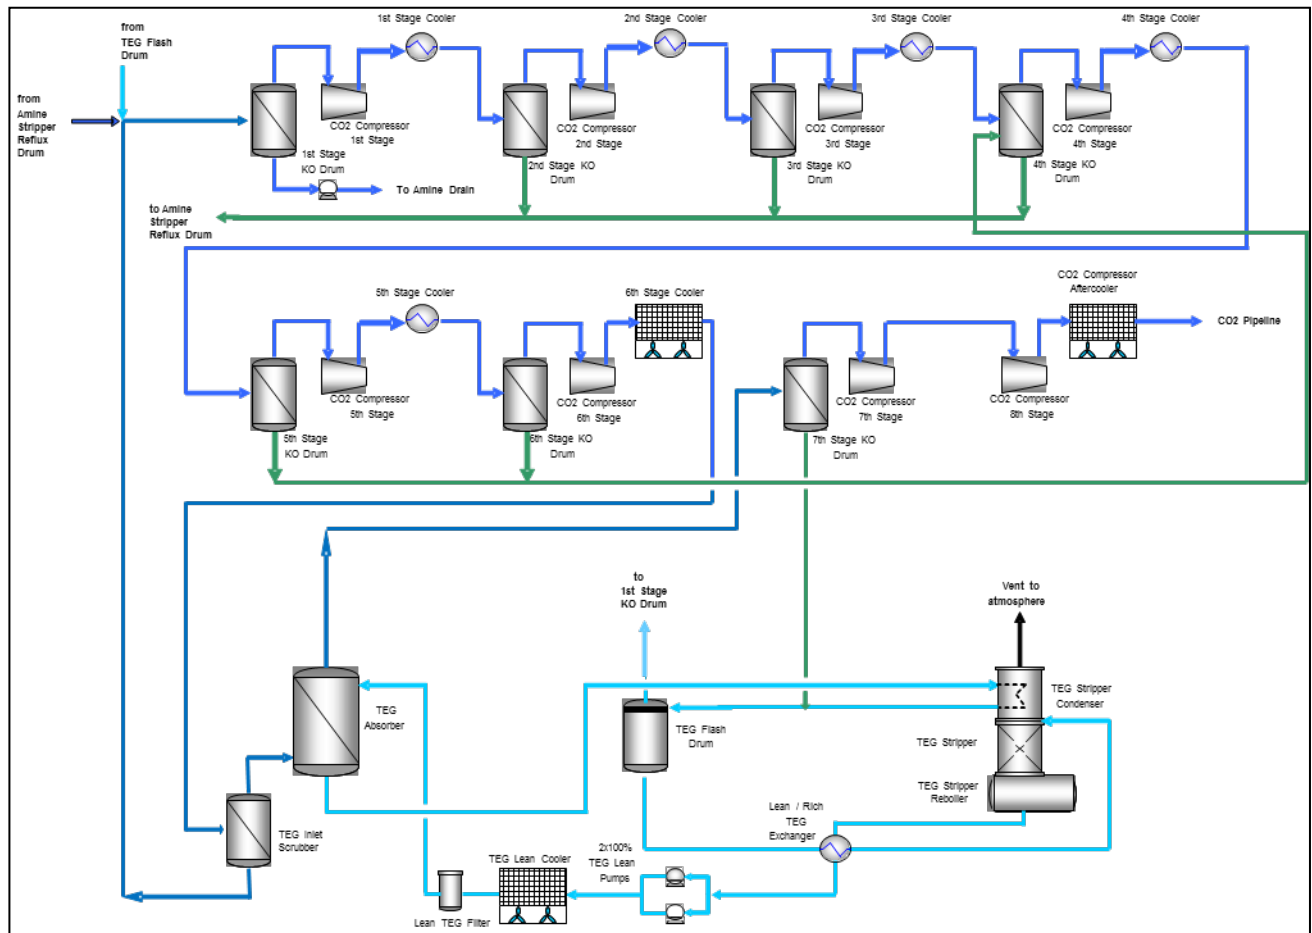 from
TEG Flash
Drum
1st Stage Cooler
2nd Stage Cooler
3rd Stage Cooler
4th Stage Cooler
from
Amine
Stripper
Reflux
Drum
CO2 Compressor
1st Stage
CO2 Compressor
2nd Stage
CO2 Compressor
3rd Stage
CO2 Compressor
4th Stage
1st Stage
KO Drum
2nd Stage KO
Drum
3rd Stage KO
Drum
4th Stage KO
Drum
To Amine Drain
to Amine
Stripper
Reflux Drum
5th Stage Cooler
6th Stage Cooler
CO2 Compressor
Aftercooler
CO2 Pipeline
CO2 Compressor
5th Stage
CO2 Compressor
6th Stage
CO2 Compressor
7th Stage
CO2 Compressor
8th Stage
5th Stage
KO Drum
6th Stage KO
Drum
7th Stage KO
Drum
to
1st Stage
KO Drum
Vent to
atmosphere
TEG
Absorber
TEG Flash
Drum
TEG Stripper
Condenser
TEG Stripper
TEG Stripper
Reboiler
TEG Inlet
Scrubber
Lean / Rich
TEG
Exchanger
2x100%
TEG Lean
Pumps
TEG Lean Cooler
Lean TEG Filter